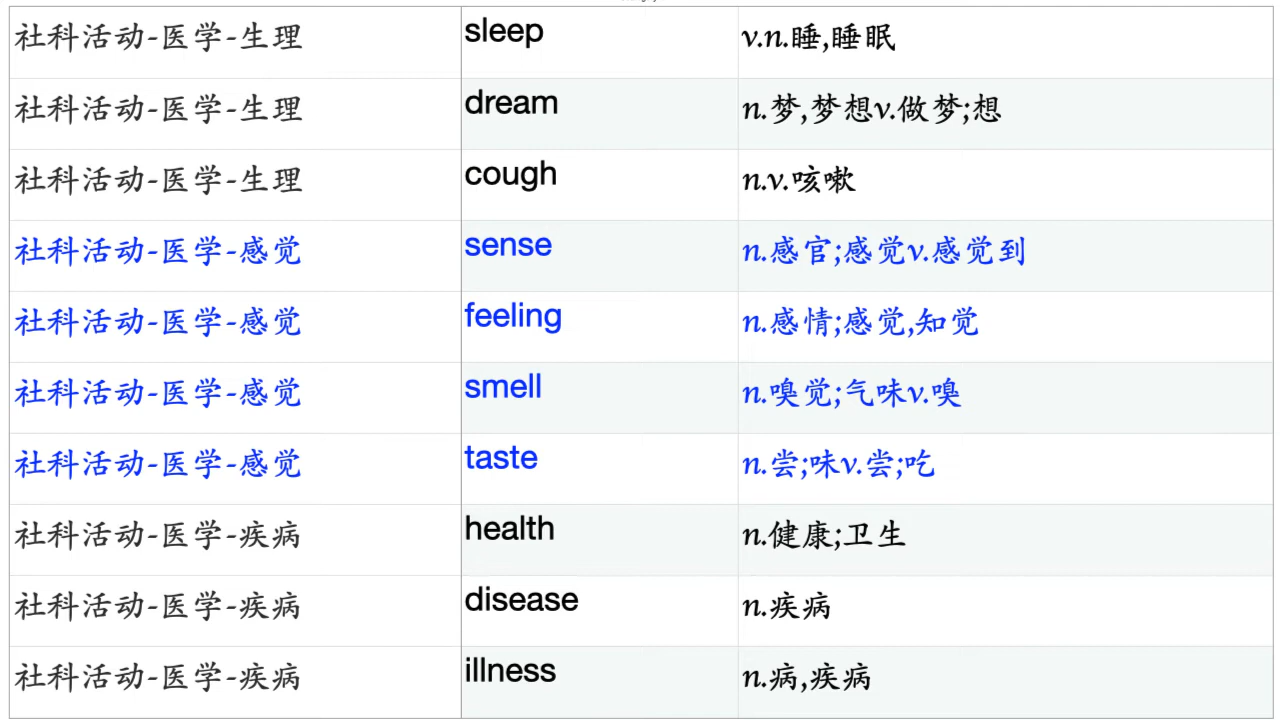 社科活动-医学-生理 sleep v.n.睡,睡眠
社科活动-医学-生理 dream n.梦,梦想v.做梦;想
社科活动-医学-生理 cough n.v.咳嗽
社科活动-医学-感觉 sense n.感官;感觉v.感觉到
社科活动-医学-感觉 feeling n.感情;感觉,知觉
社科活动-医学-感觉 smell n.嗅觉;气味v.嗅
社科活动-医学-感觉 taste n.尝;味v.尝;吃
社科活动-医学-疾病 health n.健康;卫生
社科活动-医学-疾病 disease n.疾病
社科活动-医学-疾病 illness n.病,疾病